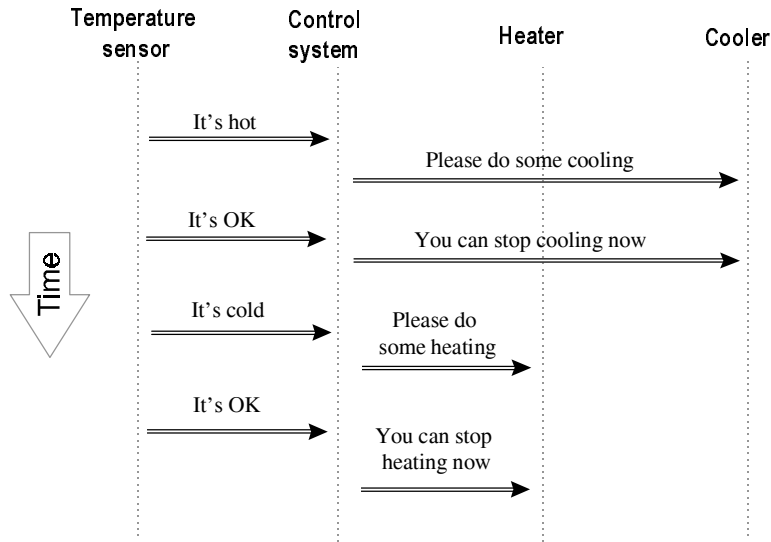 Temperature
sensor
Control
system
Heater
Cooler
It's hot
Please do some cooling
It's OK
You can stop cooling now
Time
It's cold
Please do
some heating
It's OK
You can stop
heating now